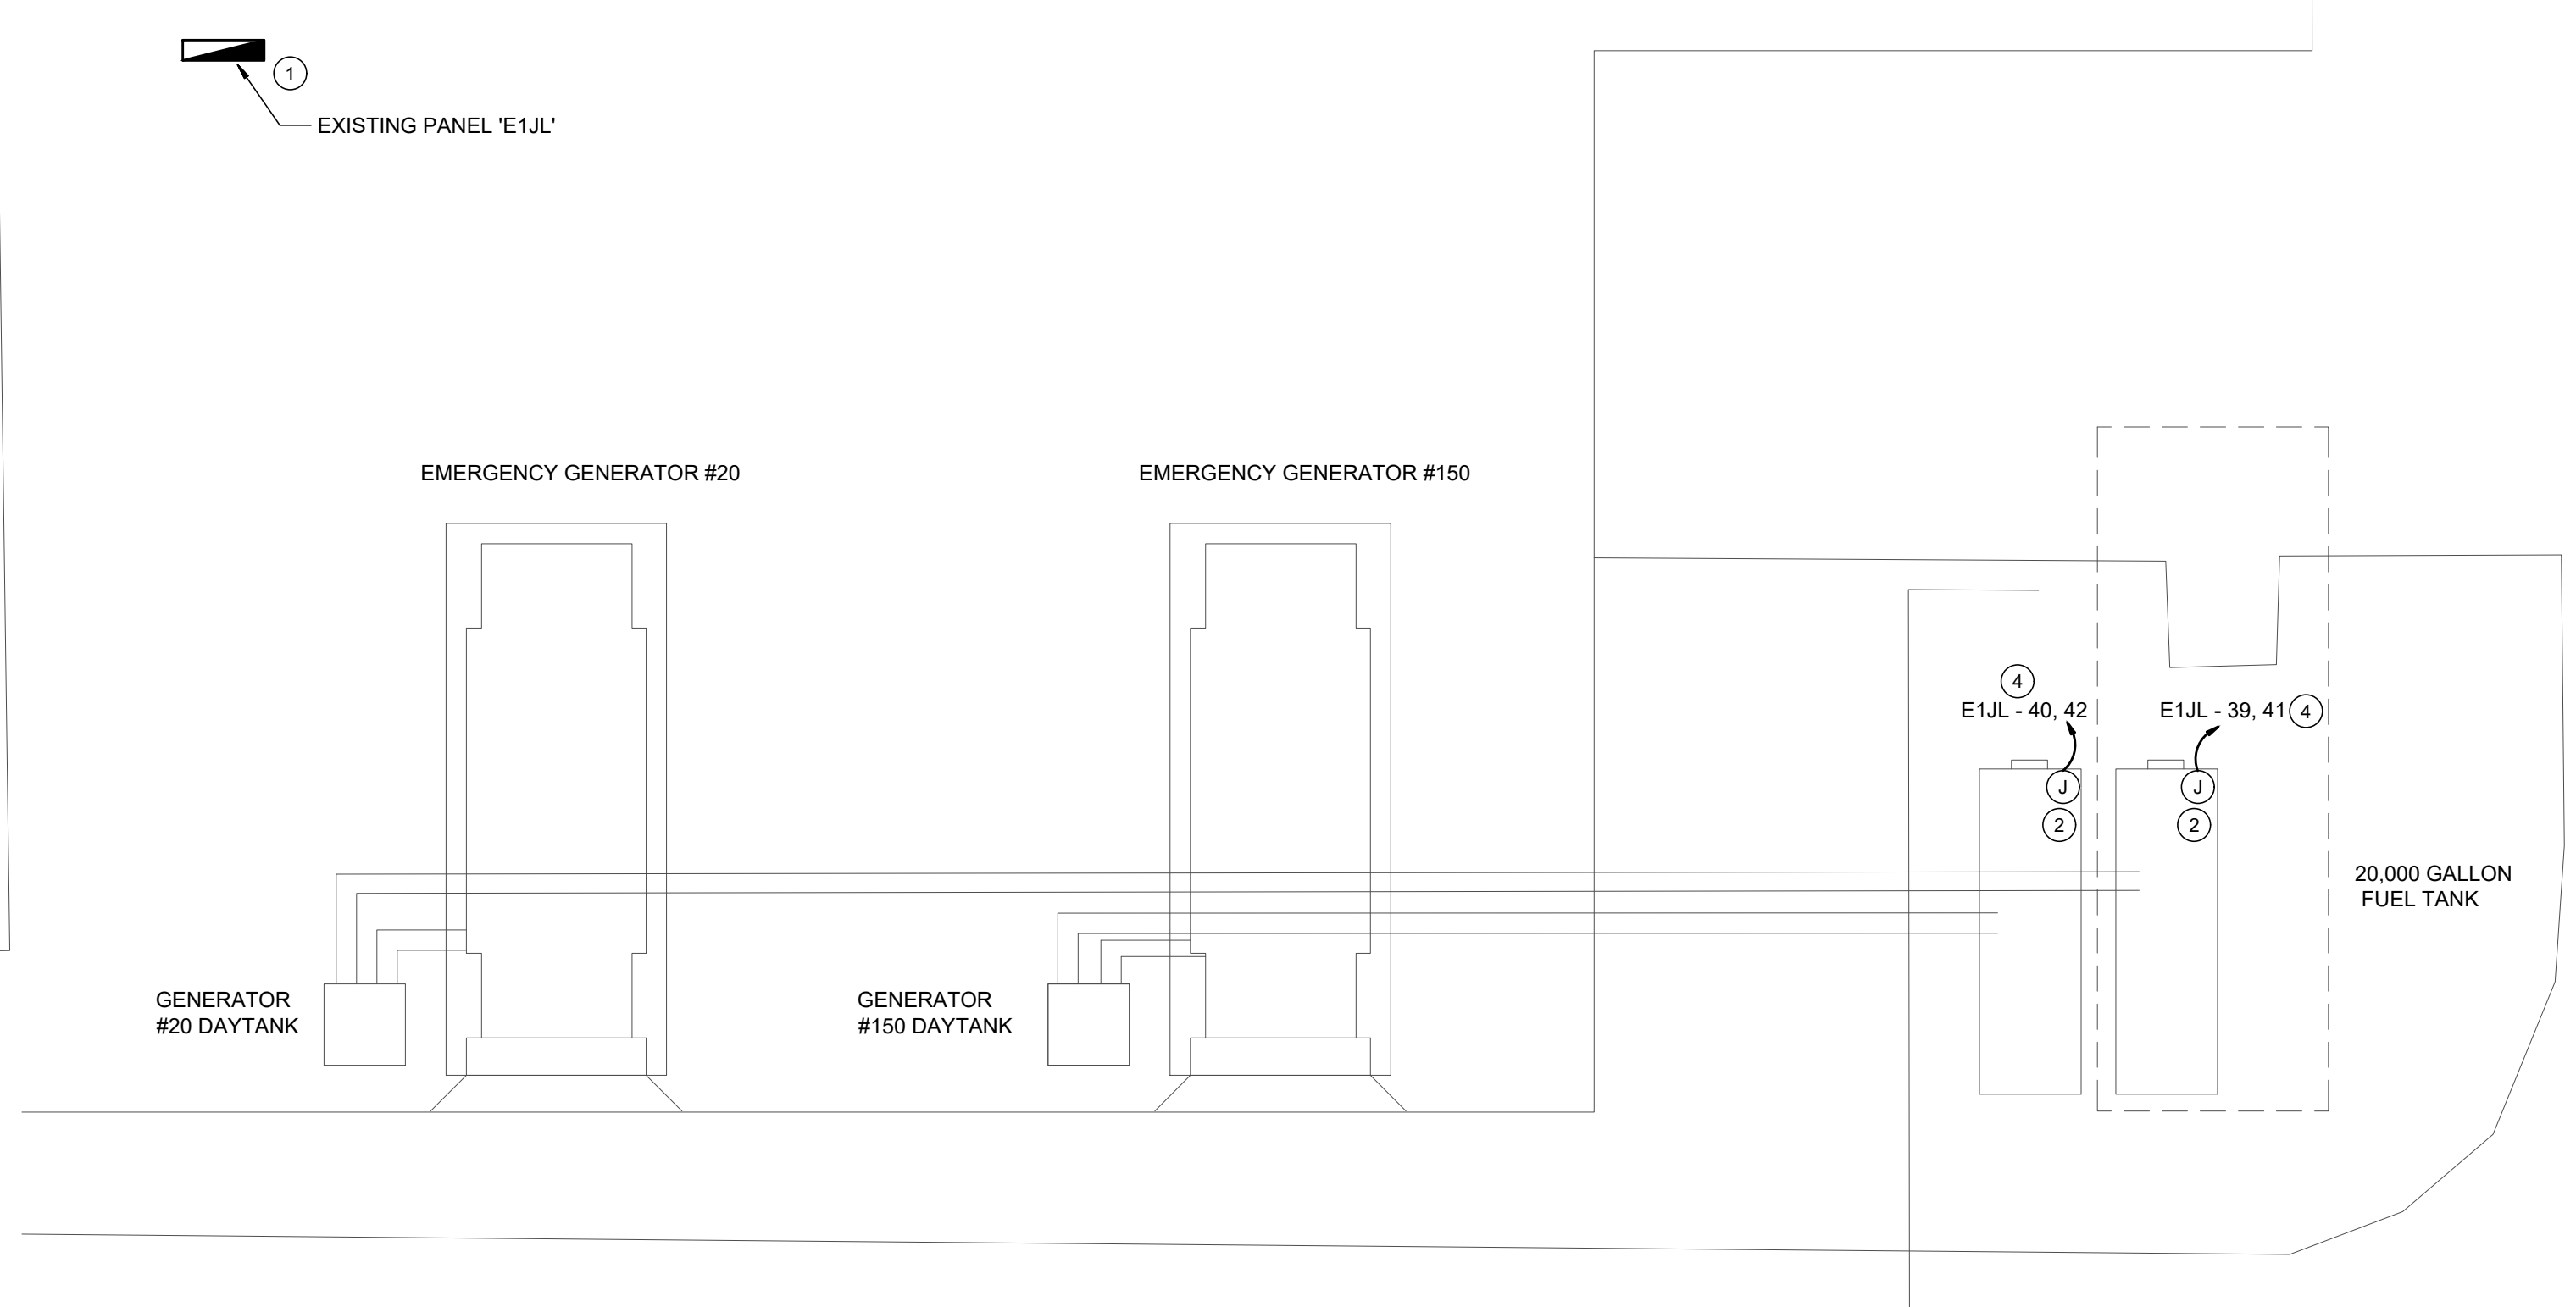 1
EXISTING PANEL 'E1JL'
EMERGENCY GENERATOR #20
EMERGENCY GENERATOR #150
4
E1JL - 40, 42
E1JL - 39, 41 4
J
J
2
2
20,000 GALLON
FUEL TANK
GENERATOR
#20 DAYTANK
GENERATOR
#150 DAYTANK